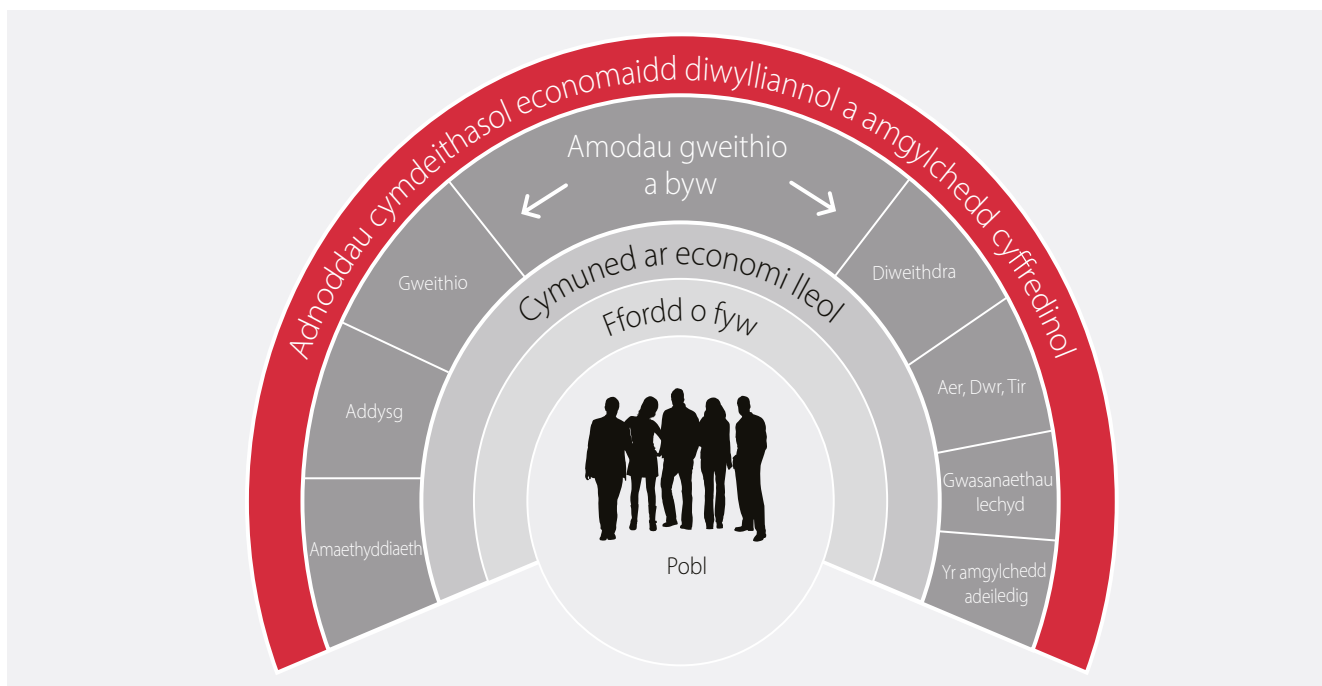 Adnoddau cymdeithasol economaidd diwylliannol a amgylchedd cyffredinol
Amodau gweithio
a byw
Gweithio
Addysg
Amaethyddiaeth
Diweithdra
Aer, Dwr, Tir
Gwasanaethau
Iechyd
Yr amgylchedd
adeiledig
Cymuned ar economi lleol
Ffordd o fyw
Pobl